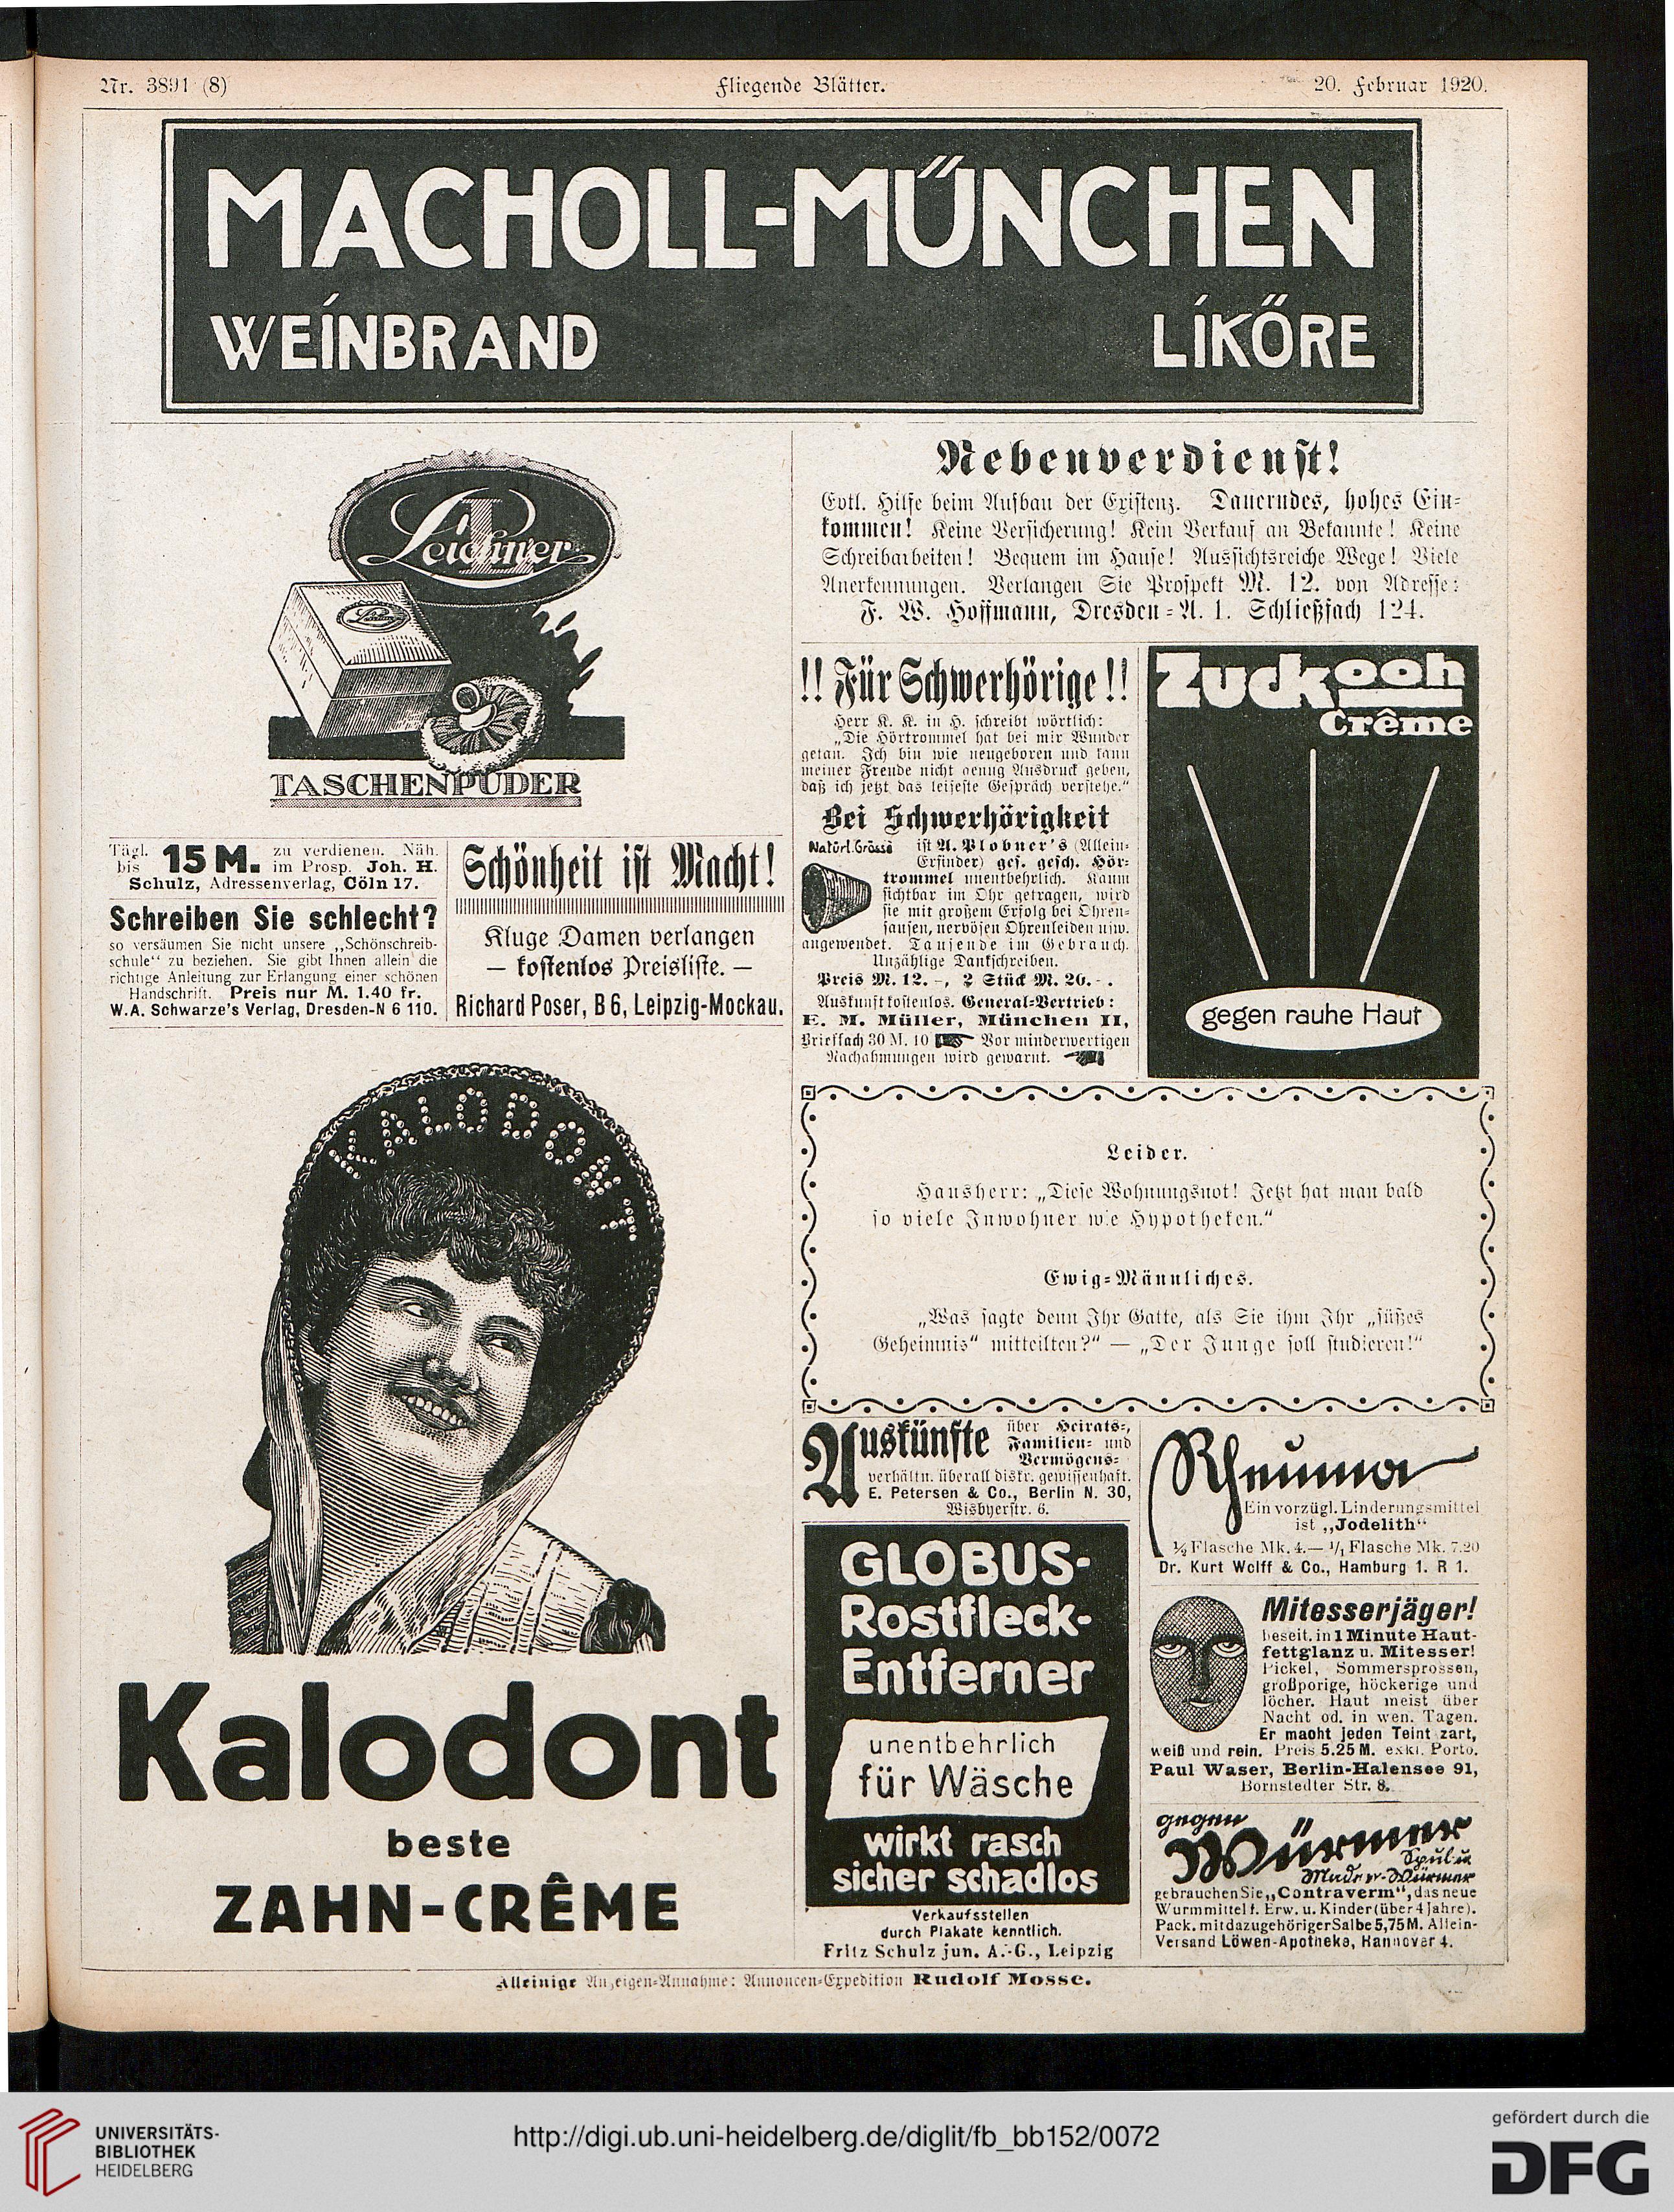 Nr. 3891 (8)
Fliegende Blätter.
20. Februar 1920.
MACHOLL-MÜNCHEN
WEINBRAND
LIKÖRE
Leichner
Leichner
TASCHENPUDER
Nebenverdienst!
Evtl. Hilfe beim Aufbau der Existenz. Dauerndes, hohes Ein-
kommen! Keine Versicherung! Kein Verkauf an Bekannte! Keine
Schreibarbeiten! Bequem im Hause! Aussichtsreiche Wege! Viele
Anerkennungen. Verlangen Sie Prospekt M. 12. von Adresse:
F. W. Hoffmann, Dresden-A. 1. Schließfach 124.
Tägl.
bis 15 M. zu verdienen. Näh.
im Prosp. Joh. H.
Schulz, Adressenverlag, Cöln 17.
Schreiben Sie schlecht?
so versäumen Sie nicht unsere „Schönschreib-
schule“ zu beziehen. Sie gibt Ihnen allein die
richtige Anleitung zur Erlangung einer schönen
Handschrift. Preis nur M. 1.40 fr.
W.A. Schwarze's Verlag, Dresden-N 6 110.
Schönheit ist Macht!
Kluge Damen verlangen
— kostenlos Preisliste. —
Richard Poser, B 6, Leipzig-Mockau.
!! Für Schwerhörige !!
Herr K. K. in H. schreibt wörtlich:
„Die Hörtrommel hat bei mir Wunder
getan. Ich bin wie neugeboren und kann
meiner Freude nicht genug Ausdruck geben,
daß ich jetzt das leiseste Gespräch verstehe.“
Bei Schwerhörigkeit
Natürl. Grösse
ist A. Plobner's (Allein-
Erfinder) ges. gesch. Hör-
trommel unentbehrlich. Kaum
sichtbar im Ohr getragen, wird
sie mit großem Erfolg bei Ohren-
sausen, nervösen Ohrenleiden usw.
angewendet. Tausende im Gebrauch.
Unzählige Dankschreiben.
Preis M. 12.-, 2 Stück M. 20.-.
Auskunft kostenlos. General-Vertrieb:
E. M. Müller, München II,
Brieffach 30 M. 10 Vor minderwertigen
Nachahmungen wird gewarnt.
Zuckooh
Crême
gegen rauhe Haut
KALODONT
Kalodont
beste
ZAHN-CRÊME
Leider.
Hausherr: „Diese Wohnungsnot! Jetzt hat man bald
so viele Inwohner wie Hypotheken.“
Ewig-Männliches.
„Was sagte denn Ihr Gatte, als Sie ihm Ihr „süßes
Geheimnis“ mitteilten?“ — „Der Junge soll studieren!“
Auskünfte über Heirats-,
Familien- und
Vermögens-
verhältn. überall diskr. gewissenhaft.
E. Petersen & Co., Berlin N. 30,
Wisbyerstr. 6.
GLOBUS-
Rostfleck-
Entferner
unentbehrlich
für Wäsche
wirkt rasch
sicher schadlos
Verkaufsstellen
durch Plakate kenntlich.
Fritz Schulz jun. A.-G., Leipzig
Rheuma
Ein vorzügl. Linderungsmittel
ist „Jodelith“
½ Flasche Mk. 4.— 1/1 Flasche Mk. 7.20
Dr. Kurt Wolff & Co., Hamburg 1. R 1.
Mitesserjäger!
beseit. in 1 Minute Haut-
fettglanz u. Mitesser!
Pickel, Sommersprossen,
großporige, höckerige und
löcher. Haut meist über
Nacht od. in wen. Tagen.
Er macht jeden Teint zart,
weiß und rein. Preis 5.25 M. exkl. Porto.
Paul Waser, Berlin-Halensee 91,
Bornstedter Str. 8.
gegen
Würmer
Spul u.
Maden-Würmer
gebrauchen Sie „Contraverm“, das neue
Wurmmittel f. Erw. u. Kinder (über 4 Jahre).
Pack. mit dazugehöriger Salbe 5,75 M. Allein-
Versand Löwen-Apotheke, Hannover 4.
Alleinige Anzeigen-Annahme: Annoncen-Expedition Rudolf Mosse.
UNIVERSITÄTS-
BIBLIOTHEK
HEIDELBERG
http://digi.ub.uni-heidelberg.de/diglit/fb_bb152/0072
gefördert durch die
DFG